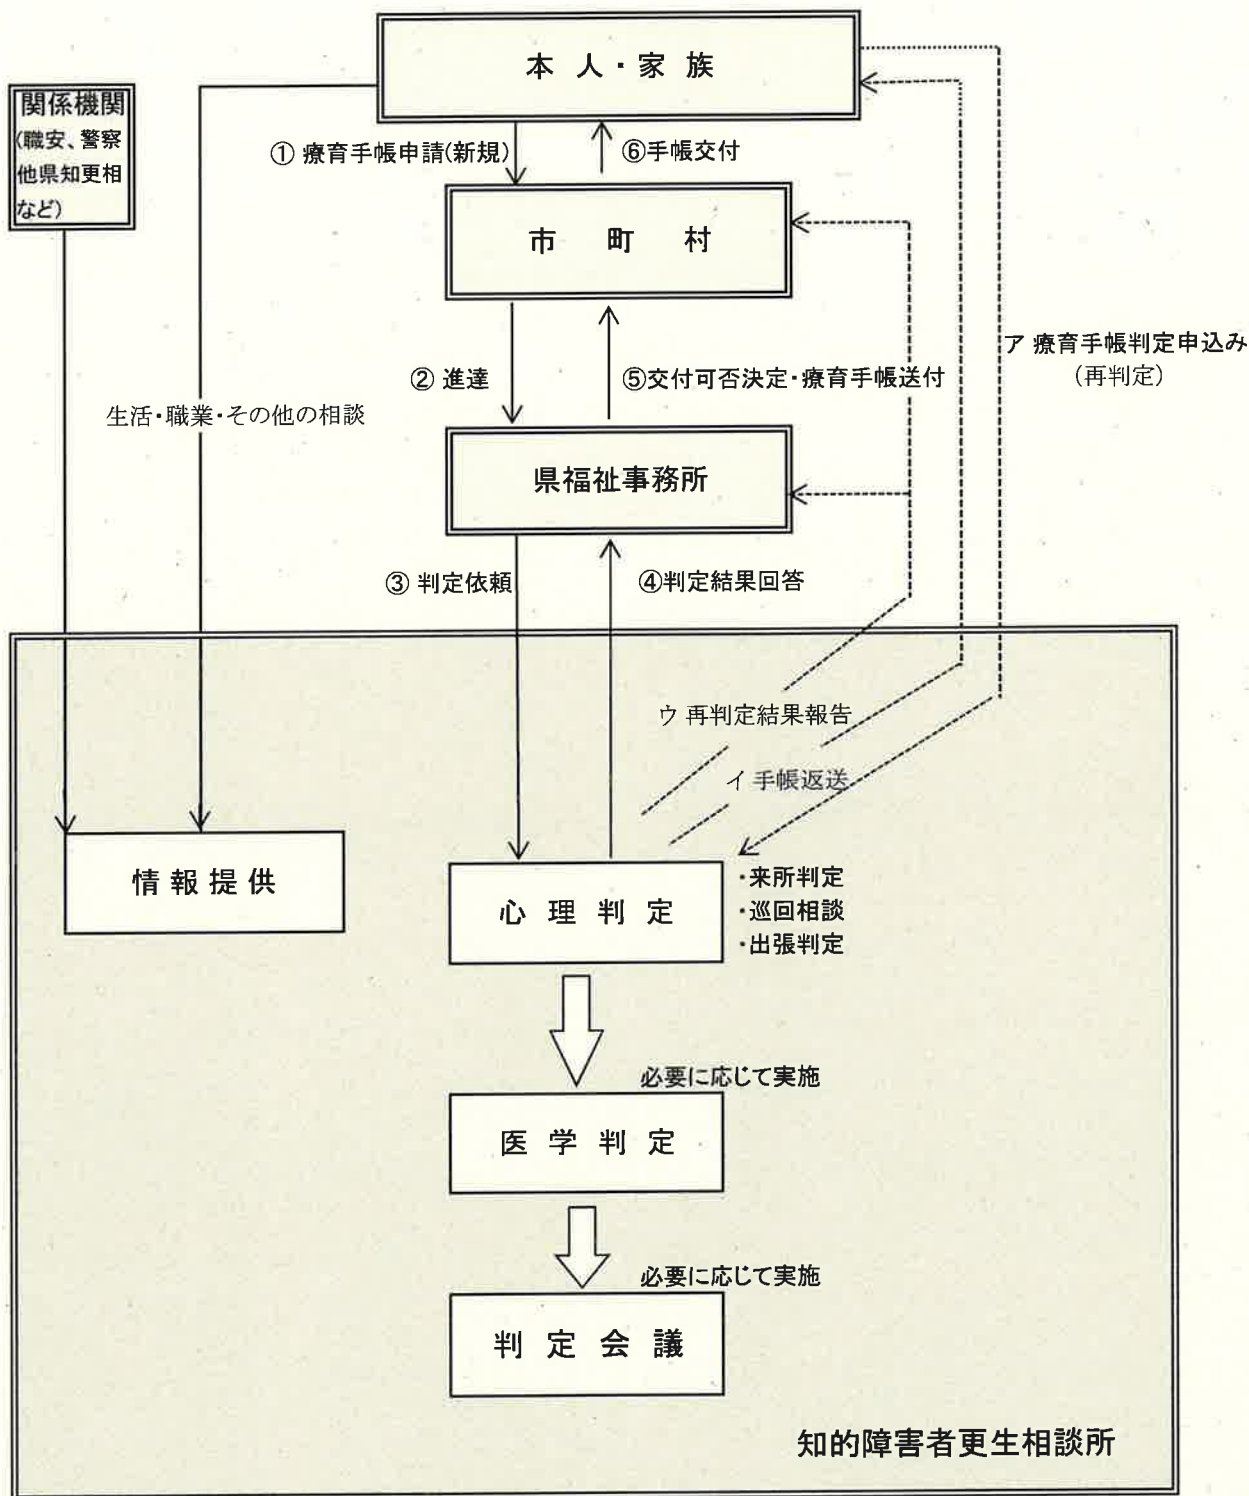 本人・家族
関係機関
(職安、警察
他県知更相
など)
① 療育手帳申請(新規)
⑥手帳交付
市町村
ア 療育手帳判定申込み
(再判定)
② 進達
⑤交付可否決定・療育手帳送付
生活・職業・その他の相談
県福祉事務所
③ 判定依頼
④判定結果回答
ウ 再判定結果報告
イ 手帳返送
情報提供
心理判定
・来所判定
・巡回相談
・出張判定
必要に応じて実施
医学判定
必要に応じて実施
判定会議
知的障害者更生相談所